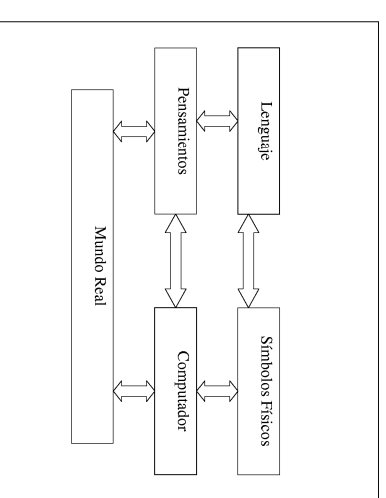 Lenguaje
Símbolos Físicos
Pensamientos
Computador
Mundo Real